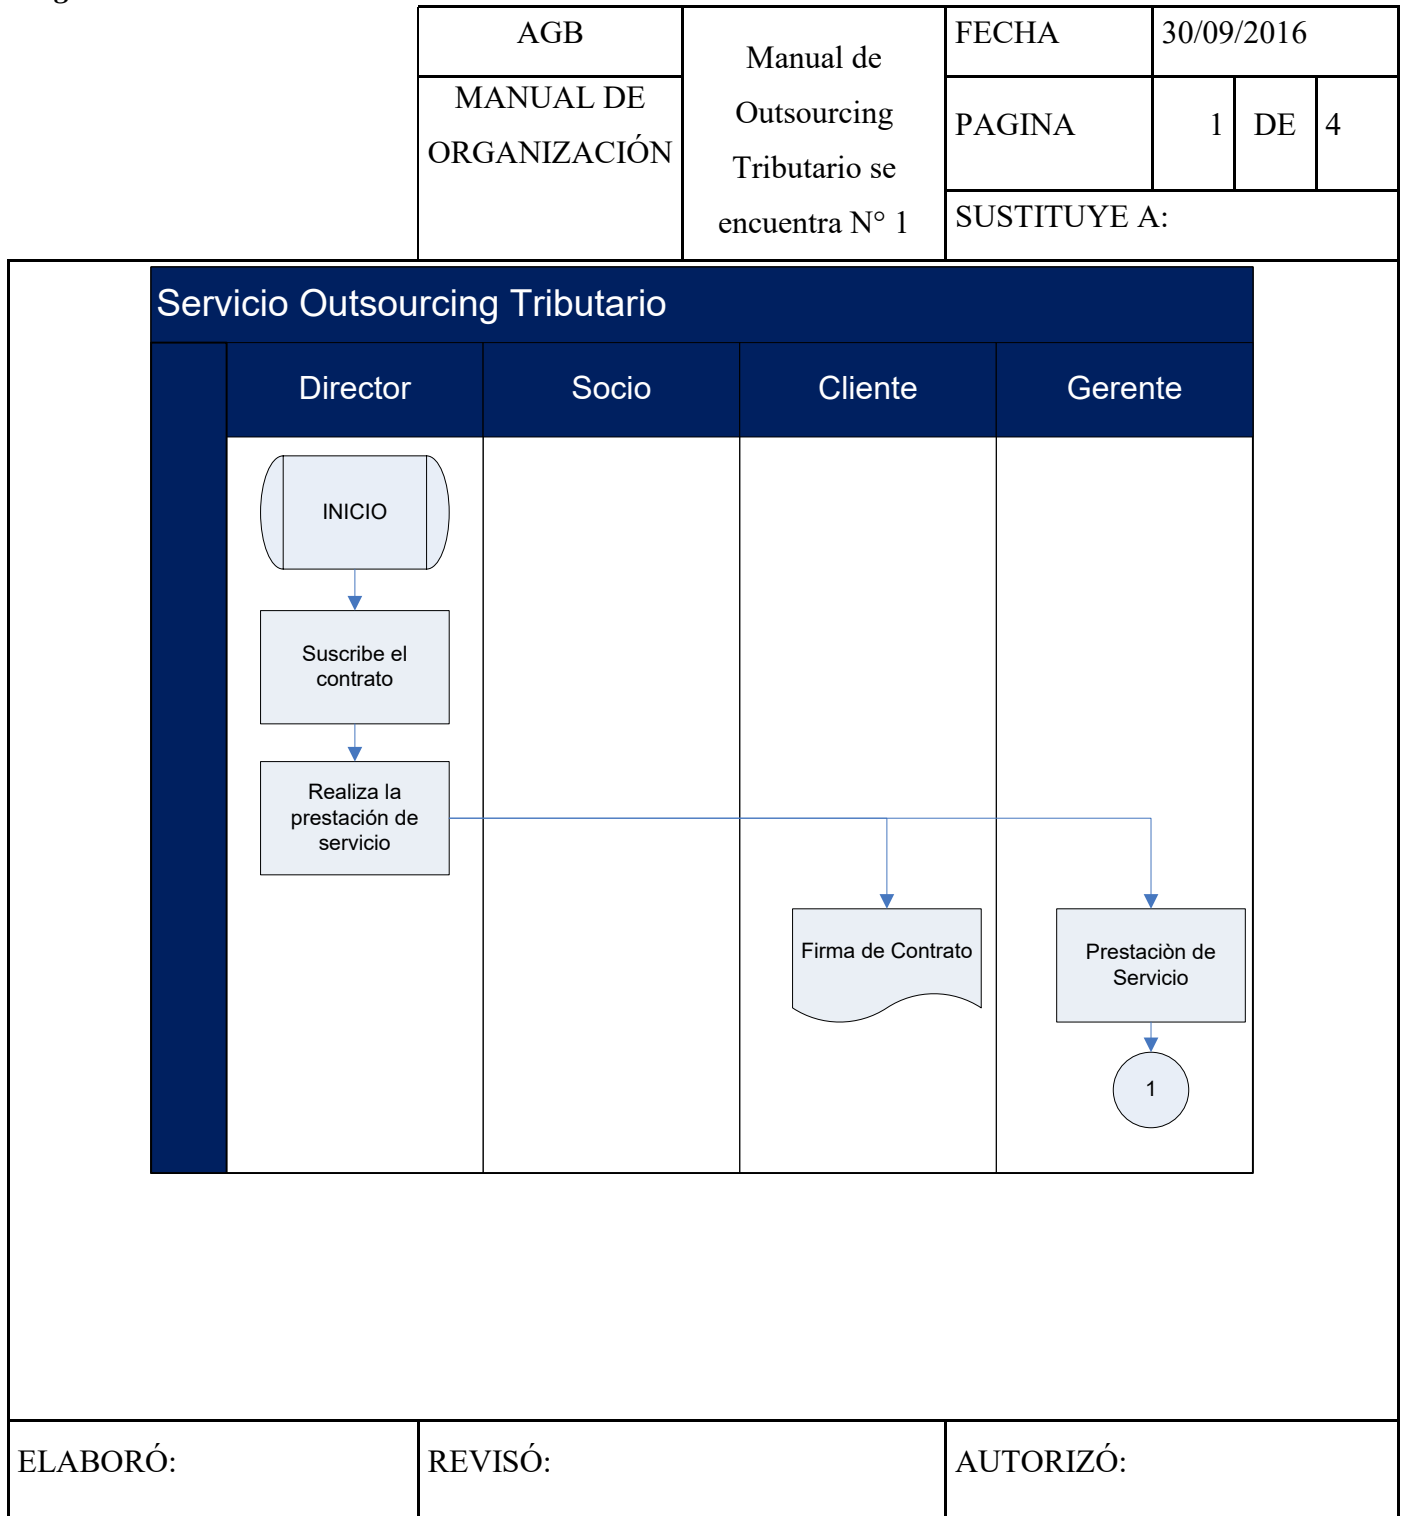 AGB
MANUAL DE
ORGANIZACIÓN
Manual de
Outsourcing
Tributario se
encuentra N° 1
FECHA
30/09/2016
PAGINA
1
DE
4
SUSTITUYE A:
Servicio Outsourcing Tributario
Director
Socio
Cliente
Gerente
INICIO
Suscribe el
contrato
Realiza la
prestación de
servicio
Firma de Contrato
Prestaciòn de
Servicio
1
ELABORÓ:
REVISÓ:
AUTORIZÓ: